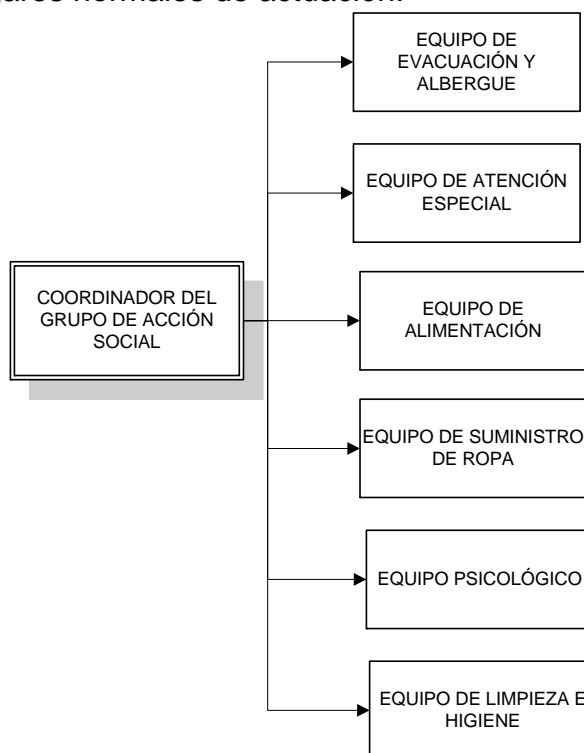 normales de actuación.
EQUIPO DE
EVACUACIÓN Y
ALBERGUE
EQUIPO DE ATENCIÓN
ESPECIAL
COORDINADOR DEL
GRUPO DE ACCIÓN
SOCIAL
EQUIPO DE
ALIMENTACIÓN
EQUIPO DE SUMINISTRO
DE ROPA
EQUIPO PSICOLÓGICO
EQUIPO DE LIMPIEZA E
HIGIENE